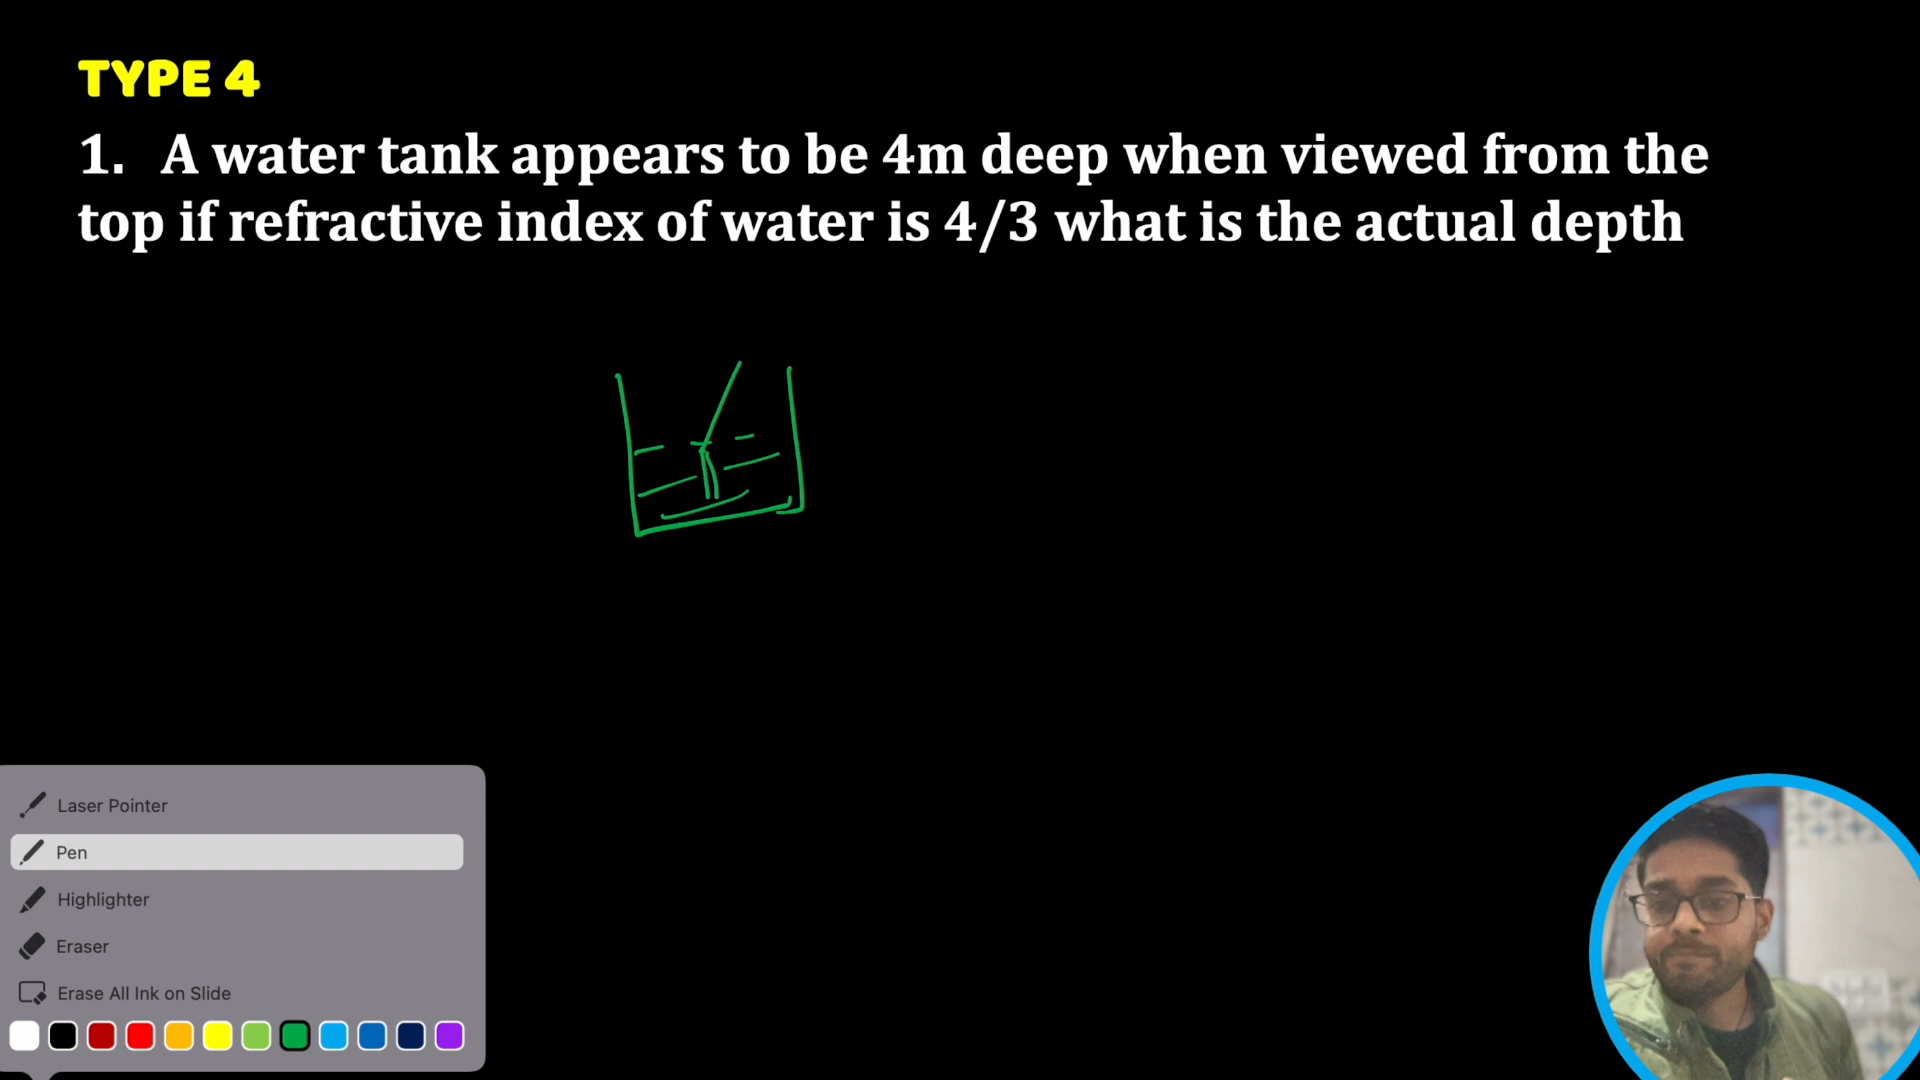 TYPE 4
1. A water tank appears to be 4m deep when viewed from the
top if refractive index of water is 4/3 what is the actual depth
Laser Pointer
Pen
Highlighter
Eraser
Erase All Ink on Slide